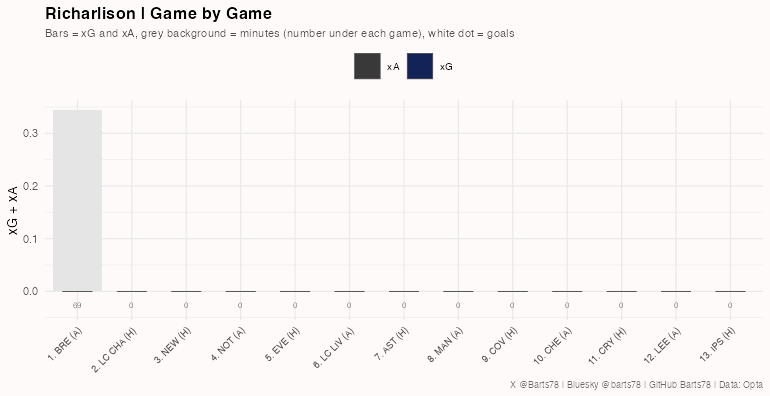 Richarlison | Game by Game
Bars = xG and xA, grey background = minutes (number under each game), white dot = goals
xA xG
xG + xA
0.3
0.2
0.1
0.0
69 0 0 0 0 0 0 0 0 0 0 0 0
1. BRE (A) 2. LC CHA (H) 3. NEW (H) 4. NOT (A) 5. EVE (H) 6. LC LIV (A) 7. AST (H) 8. MAN (A) 9. COV (H) 10. CHE (A) 11. CRY (H) 12. LEE (A) 13. IPS (H)
X @Barts78 | Bluesky @barts78 | GitHub Barts78 | Data: Opta